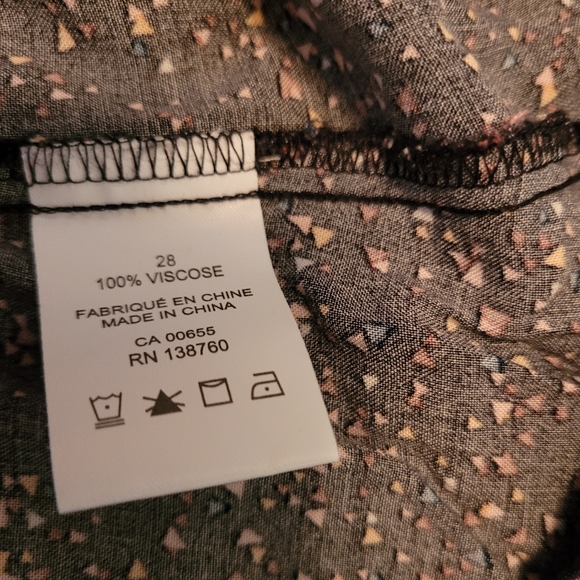 28
100% VISCOSE
FABRIQUÉ EN CHINE
MADE IN CHINA
CA 00655
RN 138760